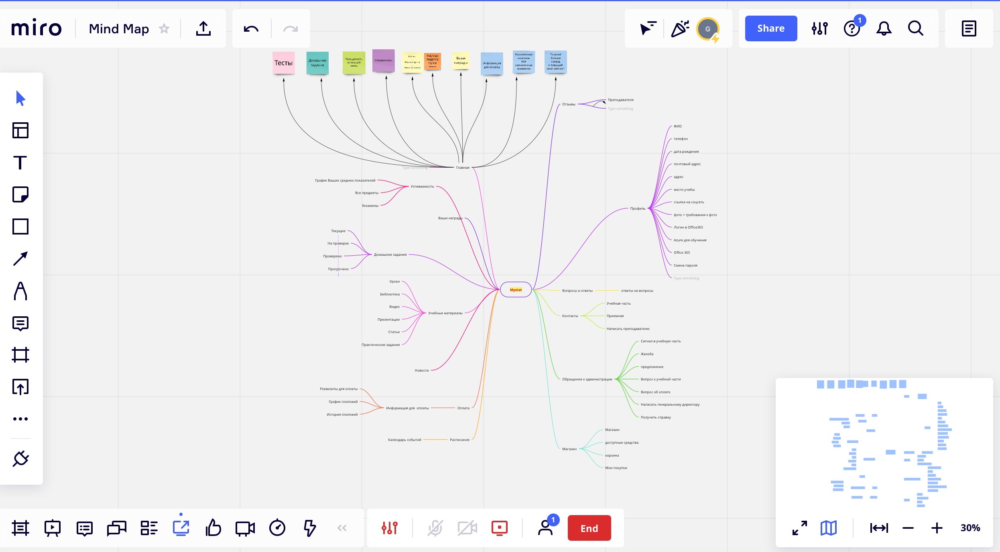 miro
Mind Map
G
Share
1
Тесты
Домашние
задания
Посещаемость
за текущий
месяц
Успеваемость
Рейтинг
Место в группе
Место на потоке
ТАБЛИЦА
ЛИДЕРОВ
Группа
Поток
Ваши
награды
Информация
для оплаты
Назначенные
экзамены
Нет
назначенных
экзаменов
Получай
больше
наград
и повышай
свой рейтинг!
Отзывы
Преподавателя
Type something
Type something
Главная
График Ваших средних показателей
Все предметы
Экзамены
Успеваемость
Ваши награды
Текущие
На проверке
Проверено
Просрочено
Домашние задания
Уроки
Библиотека
Видео
Презентации
Статьи
Практические задания
Учебные материалы
Новости
Реквизиты для оплаты
График платежей
История платежей
Информация для оплаты
Оплата
Календарь событий
Расписание
Mystat
Профиль
ФИО
телефон
дата рождения
почтовый адрес
адрес
место учебы
ссылка на соцсеть
фото + требования к фото
Логин в Office365
Azure для обучения
Office 365
Смена пароля
Type something
Вопросы и ответы
ответы на вопросы
Контакты
Учебная часть
Приемная
Написать преподавателю
Обращение к администрации
Сигнал в учебную часть
Жалоба
предложение
Вопрос к учебной части
Вопрос об оплате
Написать генеральному директору
Получить справку
Магазин
Магазин
доступные средства
корзина
Мои покупки
1
End
30%